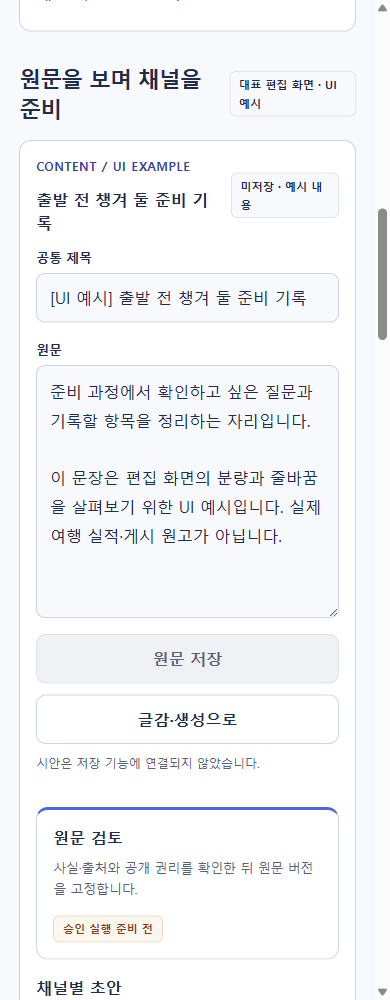 원문을 보며 채널을
준비
대표 편집 화면 · UI
예시
CONTENT / UI EXAMPLE
출발 전 챙겨 둘 준비 기
록
미저장 · 예시 내
용
공통 제목
[UI 예시] 출발 전 챙겨 둘 준비 기록
원문
준비 과정에서 확인하고 싶은 질문과
기록할 항목을 정리하는 자리입니다.
이 문장은 편집 화면의 분량과 줄바꿈
을 살펴보기 위한 UI 예시입니다. 실제
여행 실적·게시 원고가 아닙니다.
원문 저장
글감·생성으로
시안은 저장 기능에 연결되지 않았습니다.
원문 검토
사실·출처와 공개 권리를 확인한 뒤 원문 버전
을 고정합니다.
승인 실행 준비 전
채널별 초안